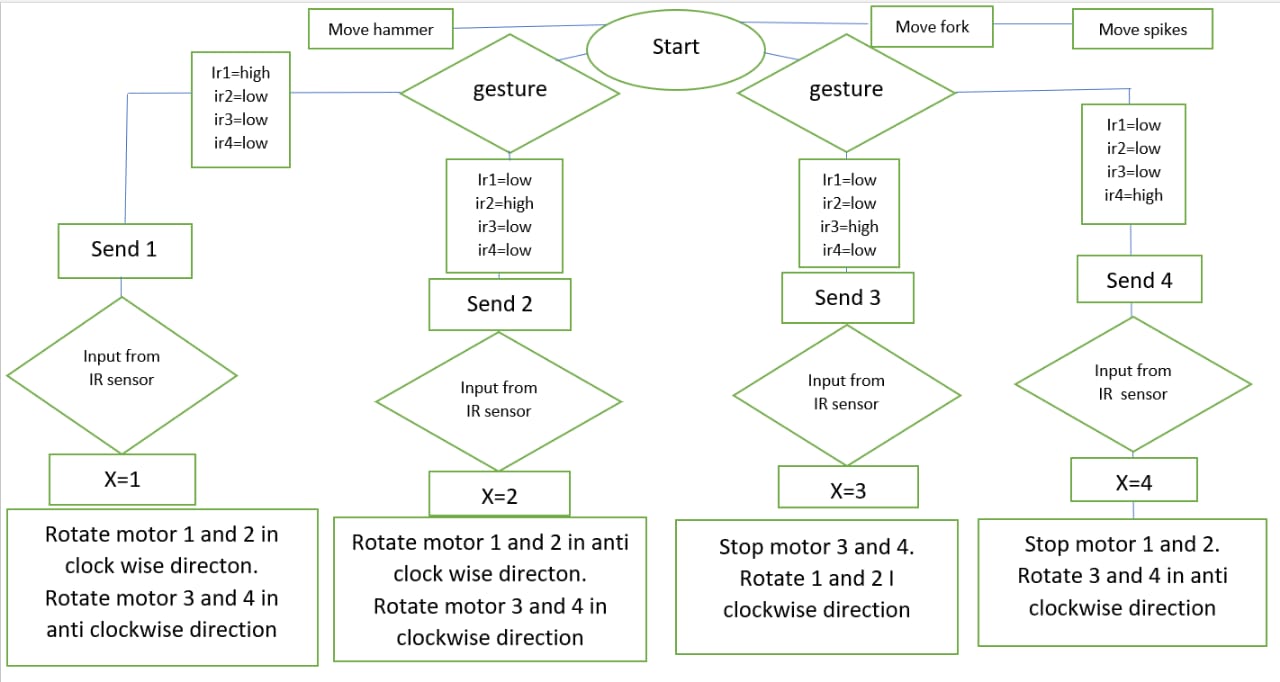 Move hammer
Start
Move fork
Move spikes
gesture
gesture
Ir1=high
ir2=low
ir3=low
ir4=low
Ir1=low
ir2=high
ir3=low
ir4=low
Ir1=low
ir2=low
ir3=high
ir4=low
Ir1=low
ir2=low
ir3=low
ir4=high
Send 1
Send 2
Send 3
Send 4
Input from
IR sensor
Input from
IR sensor
Input from
IR sensor
Input from
IR  sensor
X=1
X=2
X=3
X=4
Rotate motor 1 and 2 in
clock wise directon.
Rotate motor 3 and 4 in
anti clockwise direction
Rotate motor 1 and 2 in anti
clock wise directon.
Rotate motor 3 and 4 in
clockwise direction
Stop motor 3 and 4.
Rotate 1 and 2 I
clockwise direction
Stop motor 1 and 2.
Rotate 3 and 4 in anti
clockwise direction